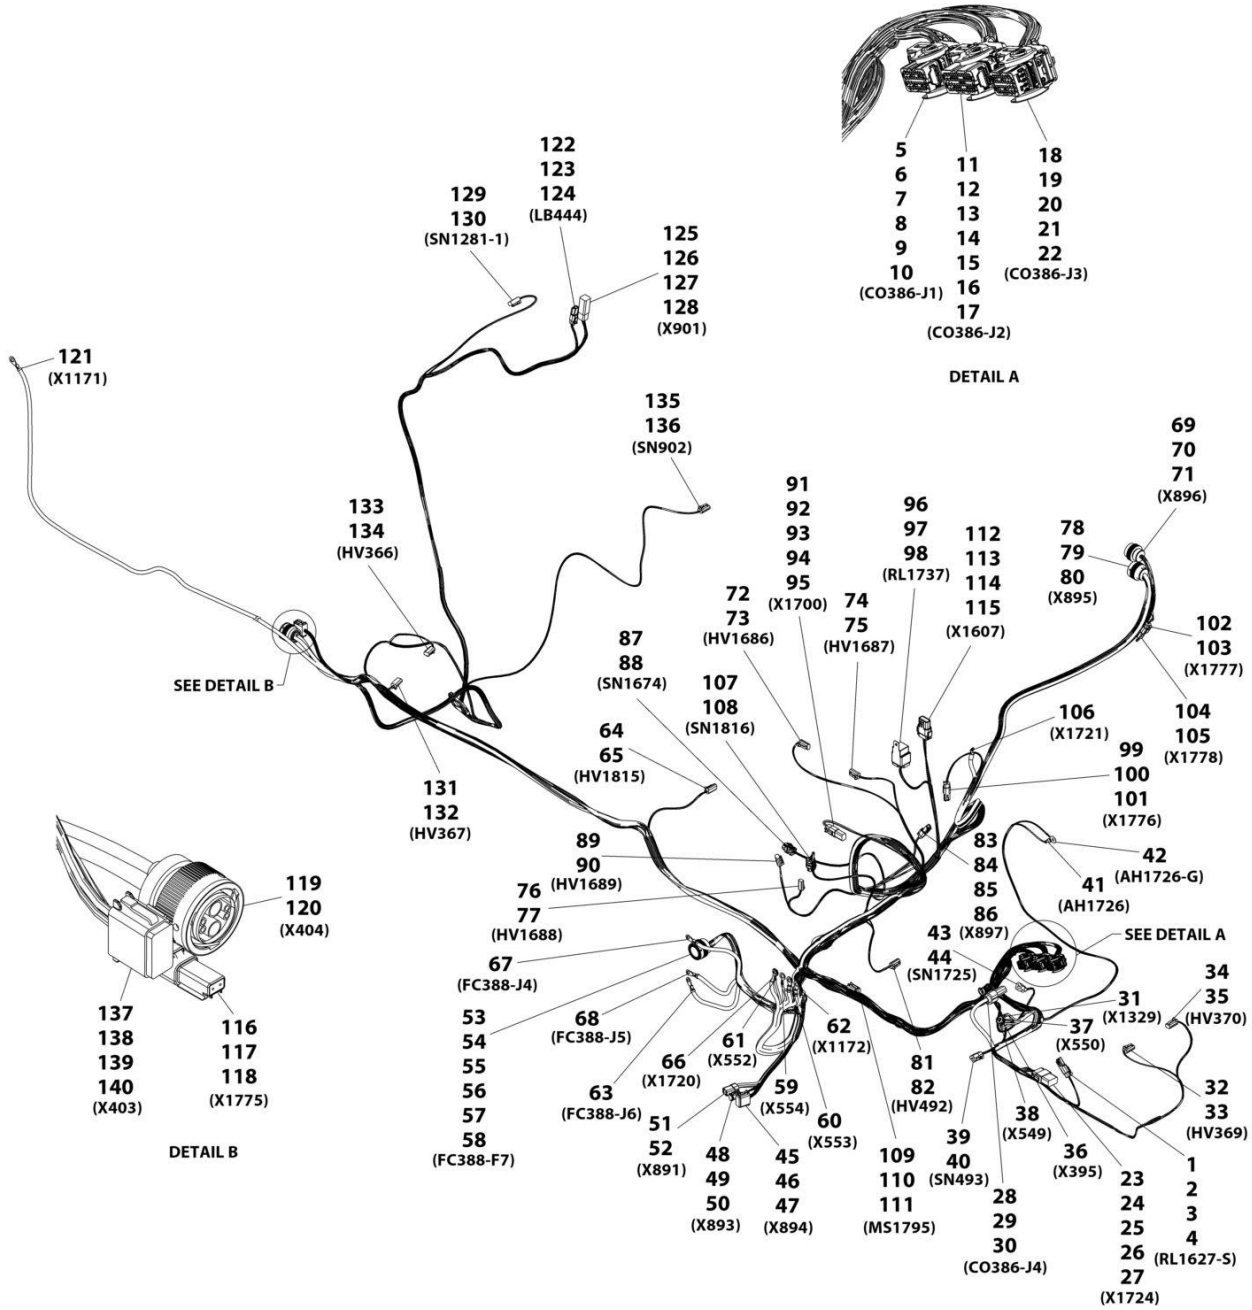 5
6
7
8
9
10
(CO386-J1)
11
12
13
14
15
16
17
(CO386-J2)
18
19
20
21
22
(CO386-J3)
DETAIL A
122
123
124
(LB444)
129
130
(SN1281-1)
125
126
127
128
(X901)
121
(X1171)
135
136
(SN902)
69
70
71
(X896)
133
134
(HV366)
91
92
93
94
95
(X1700)
96
97
98
(RL1737)
112
113
114
115
(X1607)
78
79
80
(X895)
72
73
(HV1686)
74
75
(HV1687)
87
88
(SN1674)
102
103
(X1777)
SEE DETAIL B
107
108
(SN1816)
106
(X1721)
104
105
(X1778)
64
65
(HV1815)
99
100
101
(X1776)
131
132
(HV367)
89
90
(HV1689)
83
84
85
86
(X897)
42
(AH1726-G)
41
(AH1726)
119
120
(X404)
76
77
(HV1688)
43
44
(SN1725)
SEE DETAIL A
67
(FC388-J4)
34
35
(HV370)
137
138
139
140
(X403)
116
117
118
(X1775)
53
54
55
56
57
58
(FC388-F7)
68
(FC388-J5)
66
(X1720)
61
(X552)
62
(X1172)
31
(X1329)
37
(X550)
63
(FC388-J6)
59
(X554)
81
82
(HV492)
32
33
(HV369)
60
(X553)
38
(X549)
51
52
(X891)
48
49
50
(X893)
45
46
47
(X894)
109
110
111
(MS1795)
39
40
(SN493)
36
(X395)
DETAIL B
28
29
30
(CO386-J4)
23
24
25
26
27
(X1724)
1
2
3
4
(RL1627-S)